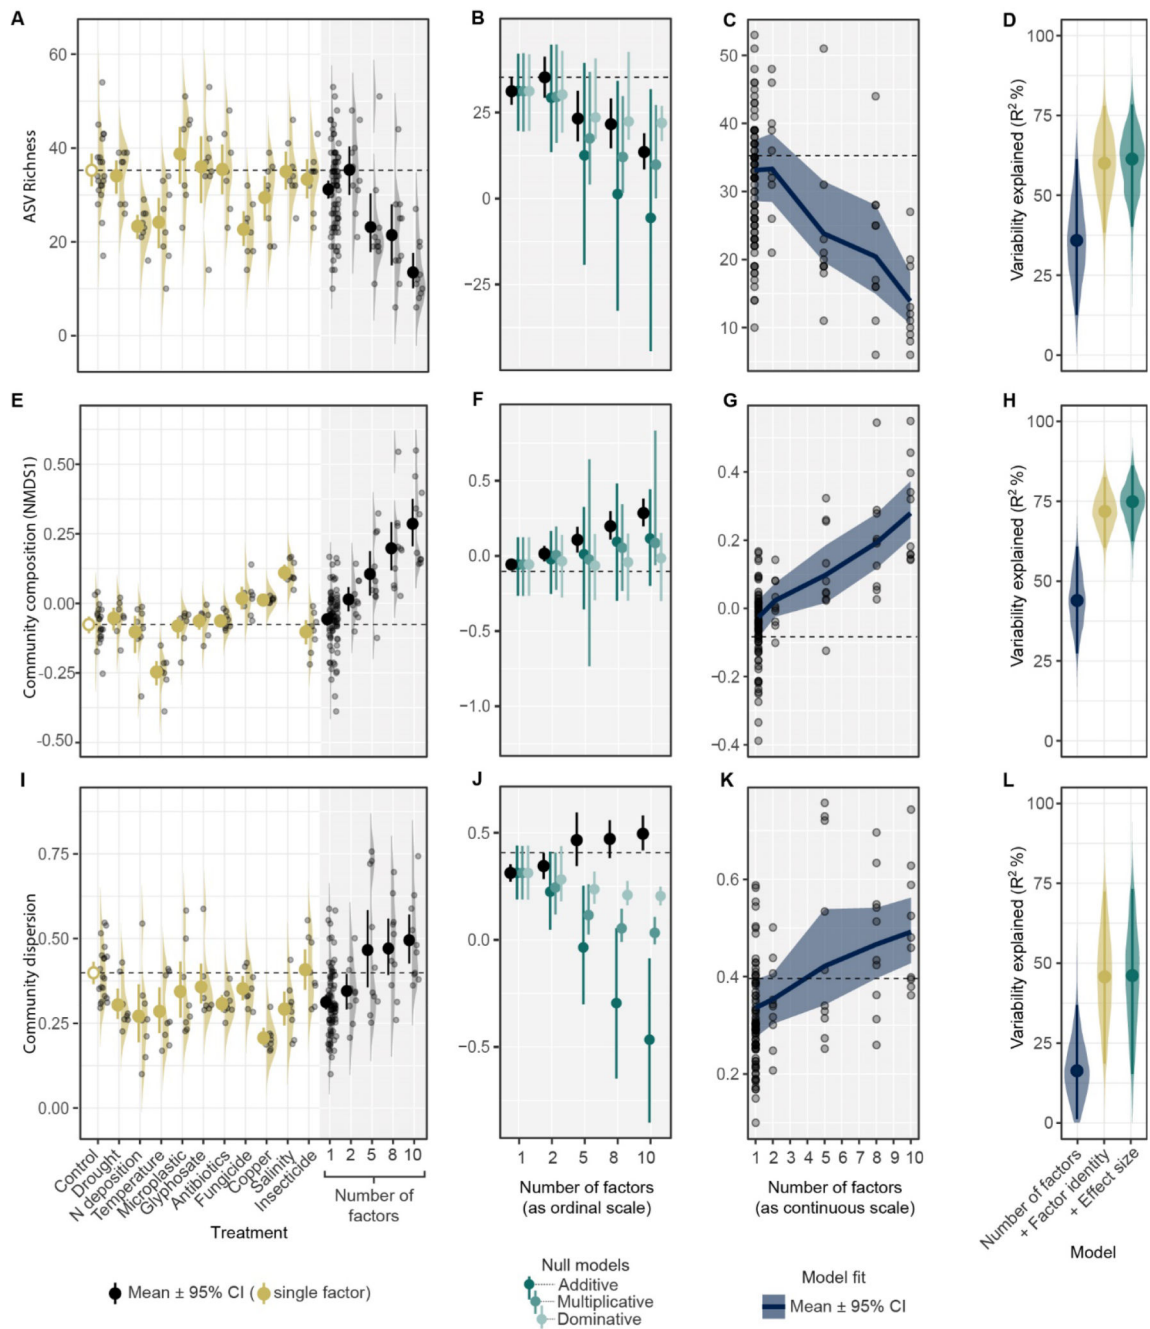 A
ASV Richness
60
40
20
0
B
25
0
−25
C
50
40
30
20
10
D
Variability explained (R² %)
100
75
50
25
0
E
Community composition (NMDS1)
0.50
0.25
0.00
-0.25
-0.50
F
0.5
0.0
−0.5
−1.0
G
0.4
0.2
0.0
−0.2
−0.4
H
Variability explained (R² %)
100
75
50
25
0
I
Community dispersion
0.75
0.50
0.25
0.00
Control
Drought
N deposition
Temperature
Microplastic
Glyphosate
Antibiotics
Fungicide
Copper
Salinity
Insecticide
1 2 5 8 10
Number of
factors
Treatment
J
0.5
0.0
−0.5
1 2 5 8 10
Number of factors
(as ordinal scale)
K
0.8
0.6
0.4
0.2
1 2 3 4 5 6 7 8 9 10
Number of factors
(as continuous scale)
L
Variability explained (R² %)
100
75
50
25
0
Number of factors
+ Factor identity
+ Effect size
Model
Mean ± 95% CI ( single factor)
Null models
Additive
Multiplicative
Dominative
Model fit
Mean ± 95% CI